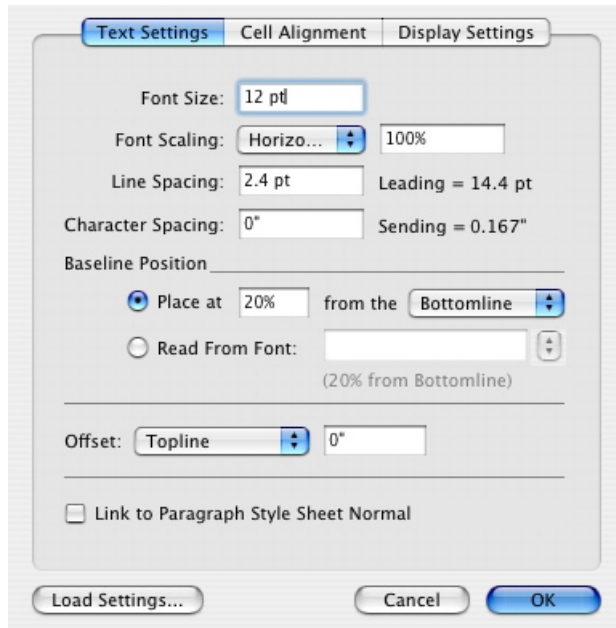 Text Settings Cell Alignment Display Settings
Font Size: 12 pt
Font Scaling: Horizo... 100%
Line Spacing: 2.4 pt Leading = 14.4 pt
Character Spacing: 0" Sending = 0.167"
Baseline Position
Place at 20% from the Bottomline
Read From Font:
(20% from Bottomline)
Offset: Topline 0"
Link to Paragraph Style Sheet Normal
Load Settings... Cancel OK